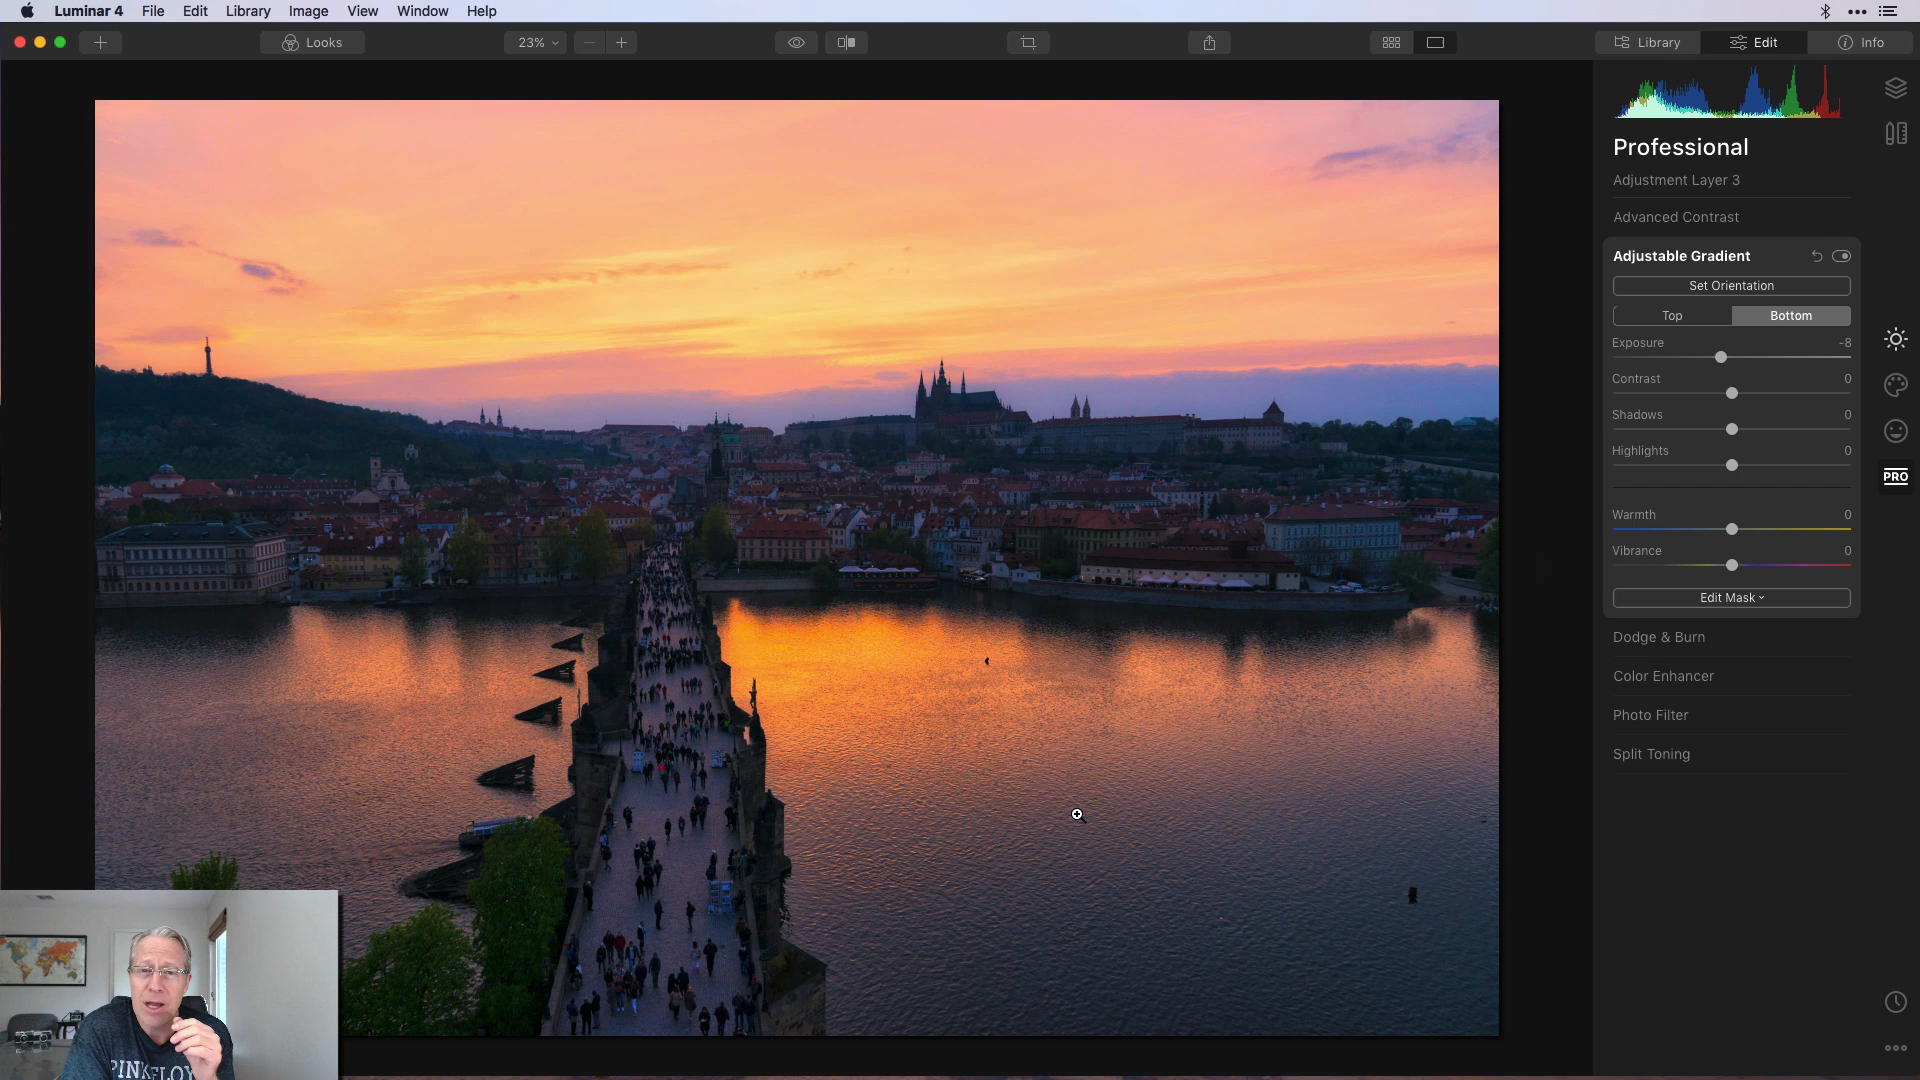 Luminar 4 File Edit Library Image View Window Help
Looks 23% Library Edit Info
Professional
Adjustment Layer 3
Advanced Contrast
Adjustable Gradient
Set Orientation
Top Bottom
Exposure -8
Contrast 0
Shadows 0
Highlights 0
PRO
Warmth 0
Vibrance 0
Edit Mask
Dodge & Burn
Color Enhancer
Photo Filter
Split Toning